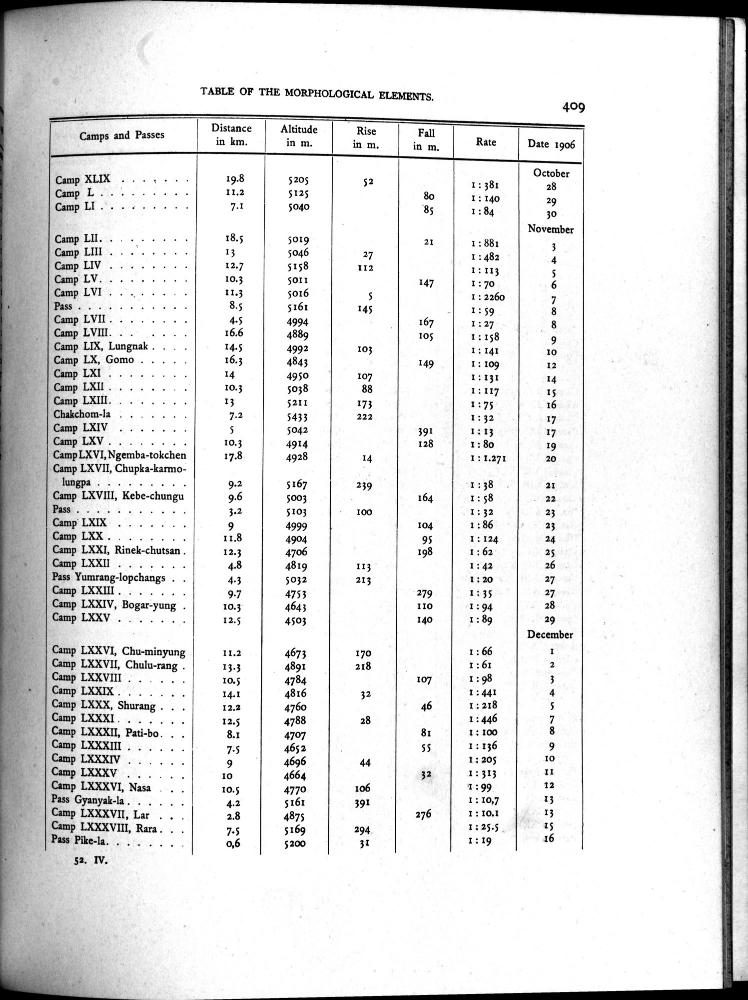 TABLE OF THE MORPHOLOGICAL ELEMENTS.
409
Camps and Passes Distance in km. Altitude in m. Rise in m. Fall in m. Rate Date 1906
October
Camp XLIX . . . . . . . 19.8 5205 52 1 : 381 28
Camp L . . . . . . . . 11.2 5125 80 1 : 140 29
Camp LI . . . . . . . . 7.1 5040 85 1 : 84 30
November
Camp LII. . . . . . . . 18.5 5019 21 1 : 881 3
Camp LIII . . . . . . . 13 5046 27 1 : 482 4
Camp LIV . . . . . . . 12.7 5158 112 1 : 113 5
Camp LV. . . . . . . . 10.3 5011 147 1 : 70 6
Camp LVI . . . . . . . 11.3 5016 5 1 : 2260 7
Pass . . . . . . . . . . 8.5 5161 145 1 : 59 8
Camp LVII . . . . . . . 4.5 4994 167 1 : 27 8
Camp LVIII. . . . . . . 16.6 4889 105 1 : 158 9
Camp LIX, Lungnak . . . 14.5 4992 103 1 : 141 10
Camp LX, Gomo . . . . . 16.3 4843 149 1 : 109 12
Camp LXI . . . . . . . 14 4950 107 1 : 131 14
Camp LXII . . . . . . . 10.3 5038 88 1 : 117 15
Camp LXIII. . . . . . . 13 5211 173 1 : 75 16
Chakchom-la . . . . . . 7.2 5433 222 1 : 32 17
Camp LXIV . . . . . . 5 5042 391 1 : 13 17
Camp LXV . . . . . . . 10.3 4914 128 1 : 80 19
Camp LXVI, Ngemba-tokchen 17.8 4928 14 1 : 1.271 20
Camp LXVII, Chupka-karmo-
lungpa . . . . . . . . 9.2 5167 239 1 : 38 21
Camp LXVIII, Kebe-chungu 9.6 5003 164 1 : 58 22
Pass . . . . . . . . . . 3.2 5103 100 1 : 32 23
Camp LXIX . . . . . . 9 4999 104 1 : 86 23
Camp LXX . . . . . . . 11.8 4904 95 1 : 124 24
Camp LXXI, Rinek-chutsan . 12.3 4706 198 1 : 62 25
Camp LXXII . . . . . . 4.8 4819 113 1 : 42 26
Pass Yumrang-lopchangs . . 4.3 5032 213 1 : 20 27
Camp LXXIII . . . . . . 9.7 4753 279 1 : 35 27
Camp LXXIV, Bogar-yung . 10.3 4643 110 1 : 94 28
Camp LXXV . . . . . . 12.5 4503 140 1 : 89 29
December
Camp LXXVI, Chu-minyung 11.2 4673 170 1 : 66 1
Camp LXXVII, Chulu-rang . 13.3 4891 218 1 : 61 2
Camp LXXVIII . . . . . 10.5 4784 107 1 : 98 3
Camp LXXIX . . . . . . 14.1 4816 32 1 : 441 4
Camp LXXX, Shurang . . . 12.2 4760 46 1 : 218 5
Camp LXXXI. . . . . . . 12.5 4788 28 1 : 446 7
Camp LXXXII, Pati-bo. . . 8.1 4707 81 1 : 100 8
Camp LXXXIII . . . . . 7.5 4652 55 1 : 136 9
Camp LXXXIV . . . . . 9 4696 44 1 : 205 10
Camp LXXXV . . . . . 10 4664 32 1 : 313 11
Camp LXXXVI, Nasa . . . 10.5 4770 106 1 : 99 12
Pass Gyanyak-la . . . . . 4.2 5161 391 1 : 10,7 13
Camp LXXXVII, Lar . . . 2.8 4875 276 1 : 10.1 13
Camp LXXXVIII, Rara. . . 7.5 5169 294 1 : 25.5 15
Pass Pike-la. . . . . . . 0,6 5200 31 1 : 19 16
52. IV.